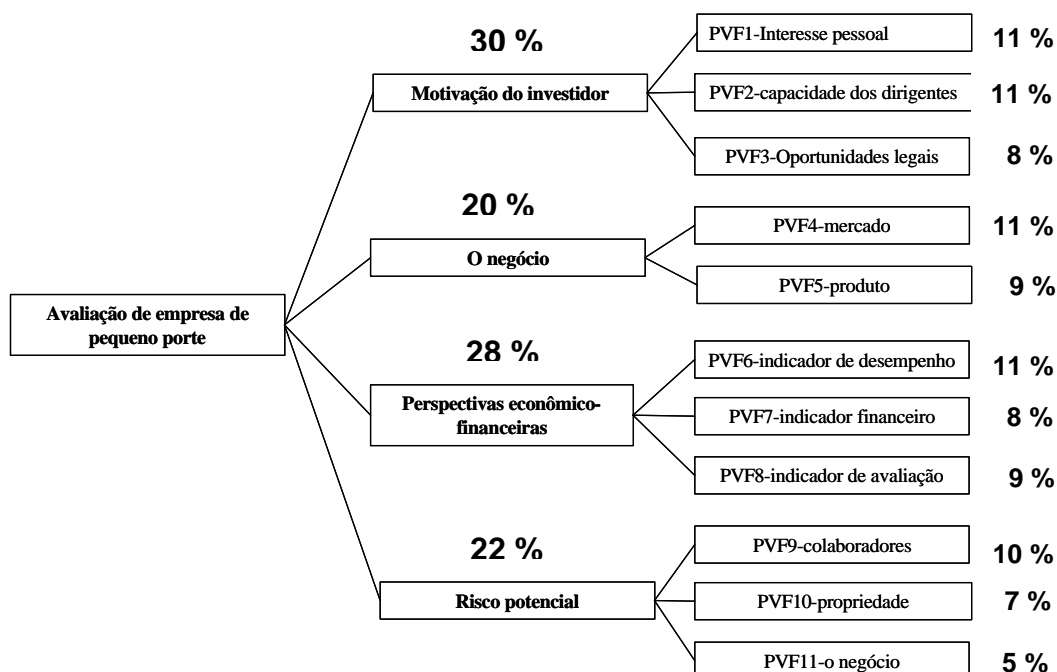 30 %
PVF1-Interesse pessoal
11 %
Motivação do investidor
PVF2-capacidade dos dirigentes
11 %
PVF3-Oportunidades legais
8 %
20 %
PVF4-mercado
11 %
O negócio
PVF5-produto
9 %
Avaliação de empresa de
pequeno porte
28 %
PVF6-indicador de desempenho
11 %
Perspectivas econômico-
financeiras
PVF7-indicador financeiro
8 %
PVF8-indicador de avaliação
9 %
22 %
PVF9-colaboradores
10 %
Risco potencial
PVF10-propriedade
7 %
PVF11-o negócio
5 %